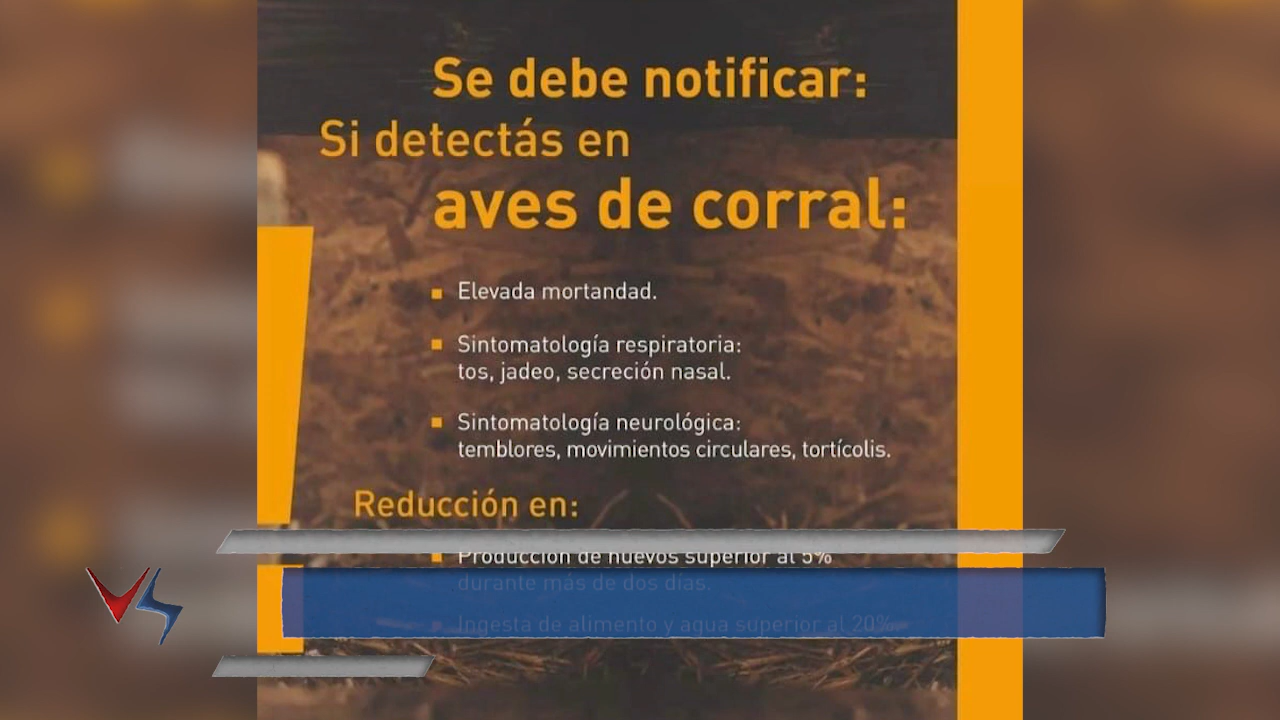 Se debe notificar:
Si detectás en
aves de corral:
Elevada mortandad.
Sintomatología respiratoria:
tos, jadeo, secreción nasal.
Sintomatología neurológica:
temblores, movimientos circulares, tortícolis.
Reducción en:
Producción de huevos superior al 5%
durante más de dos días.
Ingesta de alimento y agua superior al 20%.
VS